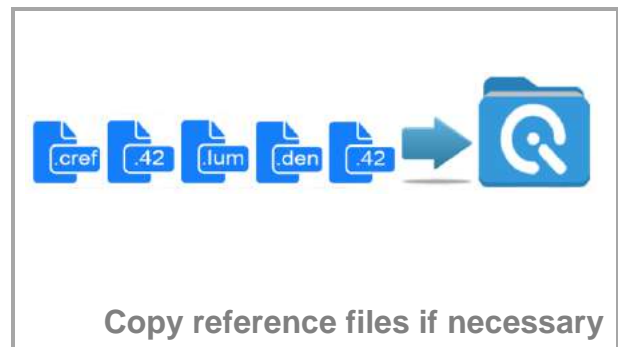 .cref .42 .lum .den .42
Copy reference files if necessary